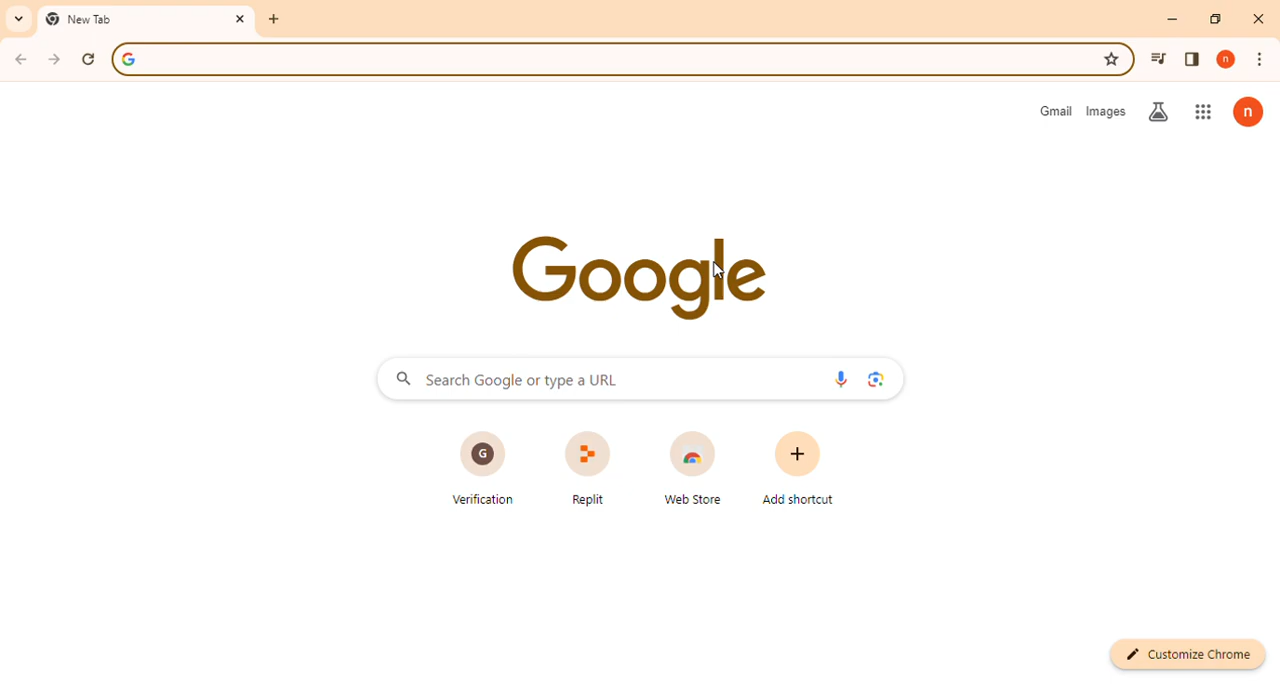 New Tab
G
n
Gmail Images
n
Google
Search Google or type a URL
G
Verification Replit Web Store Add shortcut
Customize Chrome